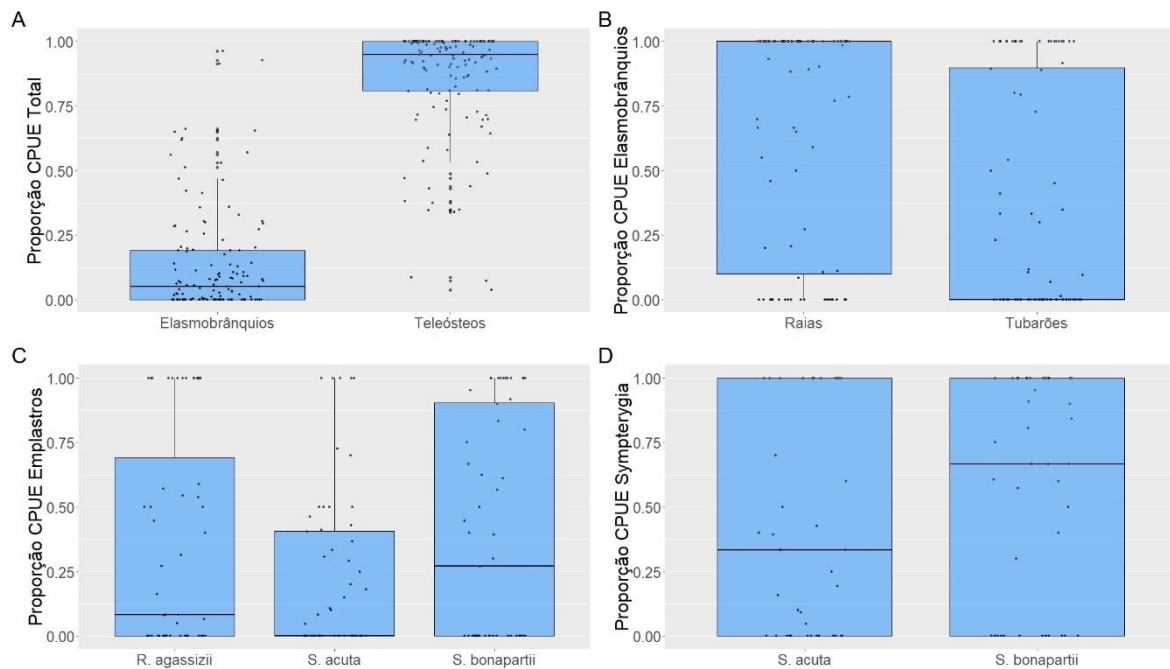 A
Proporção CPUE Total
1.00
0.75
0.50
0.25
0.00
Elasmobrânquios
Teleósteos
B
Proporção CPUE Elasmobrânquios
1.00
0.75
0.50
0.25
0.00
Raias
Tubarões
C
Proporção CPUE Emplastros
1.00
0.75
0.50
0.25
0.00
R. agassizii
S. acuta
S. bonapartii
D
Proporção CPUE Sympterygia
1.00
0.75
0.50
0.25
0.00
S. acuta
S. bonapartii